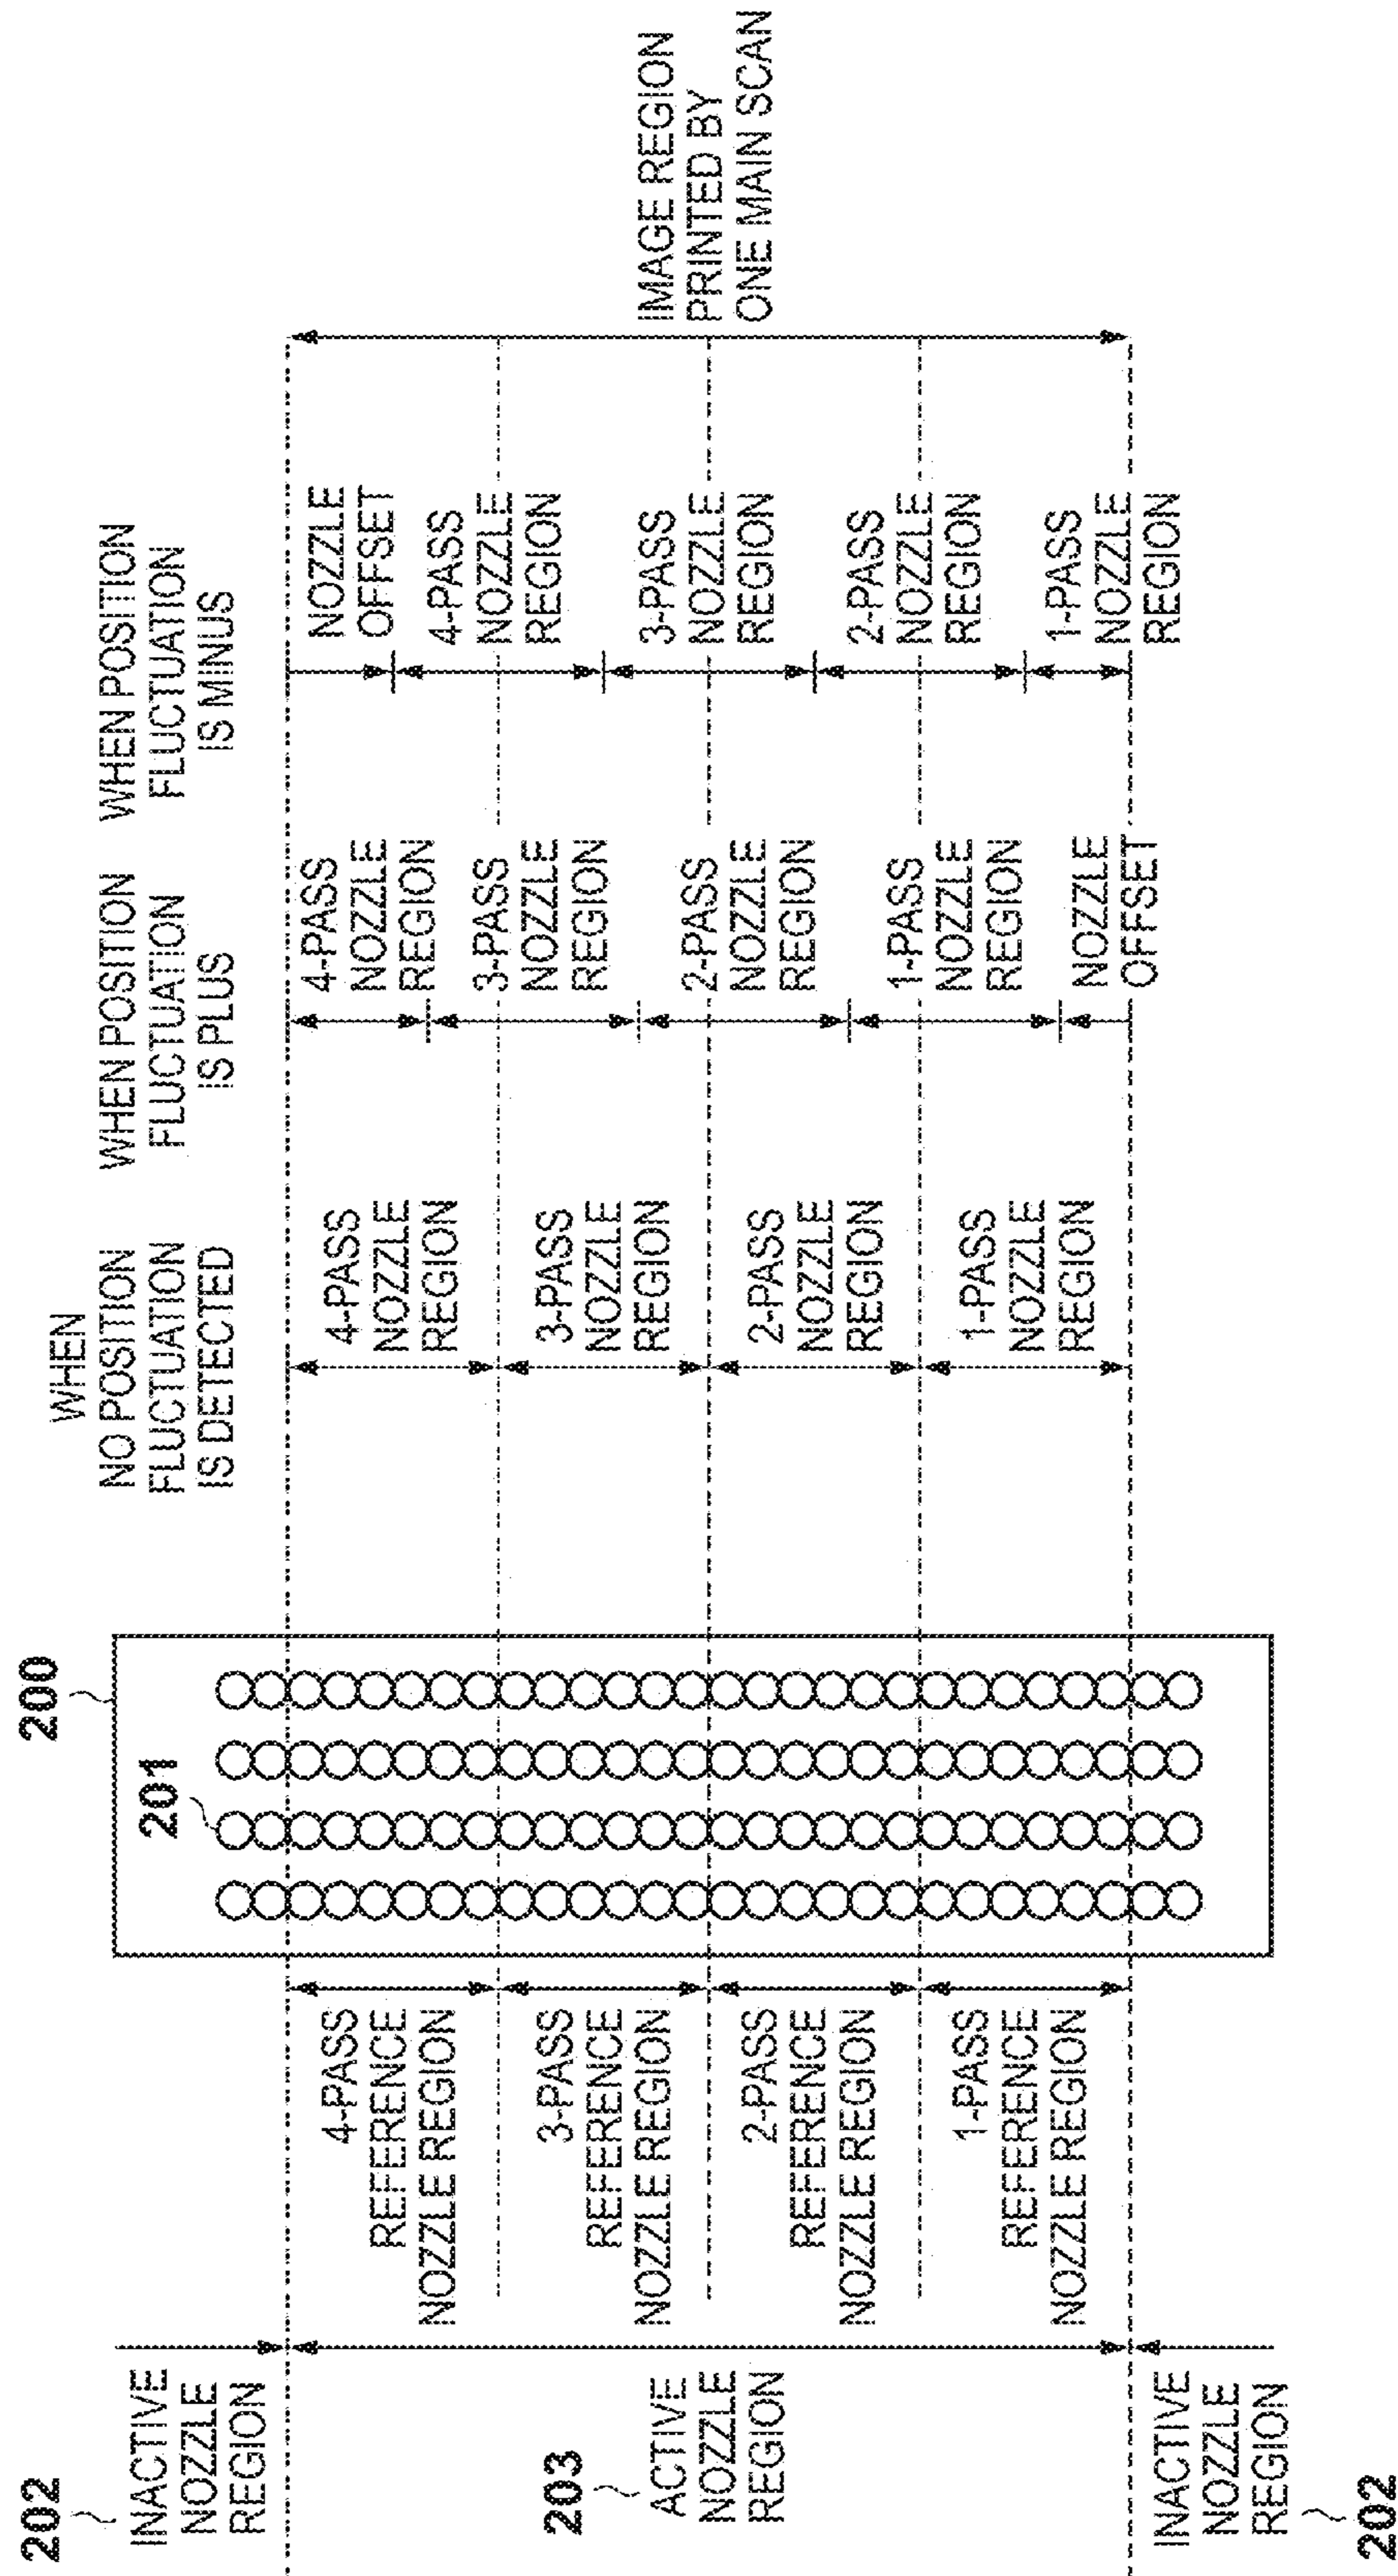 202
INACTIVE
NOZZLE
REGION
203
ACTIVE
NOZZLE
REGION
INACTIVE
NOZZLE
REGION
202
4-PASS
REFERENCE
NOZZLE REGION
3-PASS
REFERENCE
NOZZLE REGION
2-PASS
REFERENCE
NOZZLE REGION
1-PASS
REFERENCE
NOZZLE REGION
200
201
WHEN
NO POSITION
FLUCTUATION
IS DETECTED
4-PASS
NOZZLE
REGION
3-PASS
NOZZLE
REGION
2-PASS
NOZZLE
REGION
1-PASS
NOZZLE
REGION
WHEN POSITION
FLUCTUATION
IS PLUS
4-PASS
NOZZLE
REGION
3-PASS
NOZZLE
REGION
2-PASS
NOZZLE
REGION
1-PASS
NOZZLE
REGION
NOZZLE
OFFSET
WHEN POSITION
FLUCTUATION
IS MINUS
NOZZLE
OFFSET
4-PASS
NOZZLE
REGION
3-PASS
NOZZLE
REGION
2-PASS
NOZZLE
REGION
1-PASS
NOZZLE
REGION
IMAGE REGION
PRINTED BY
ONE MAIN SCAN